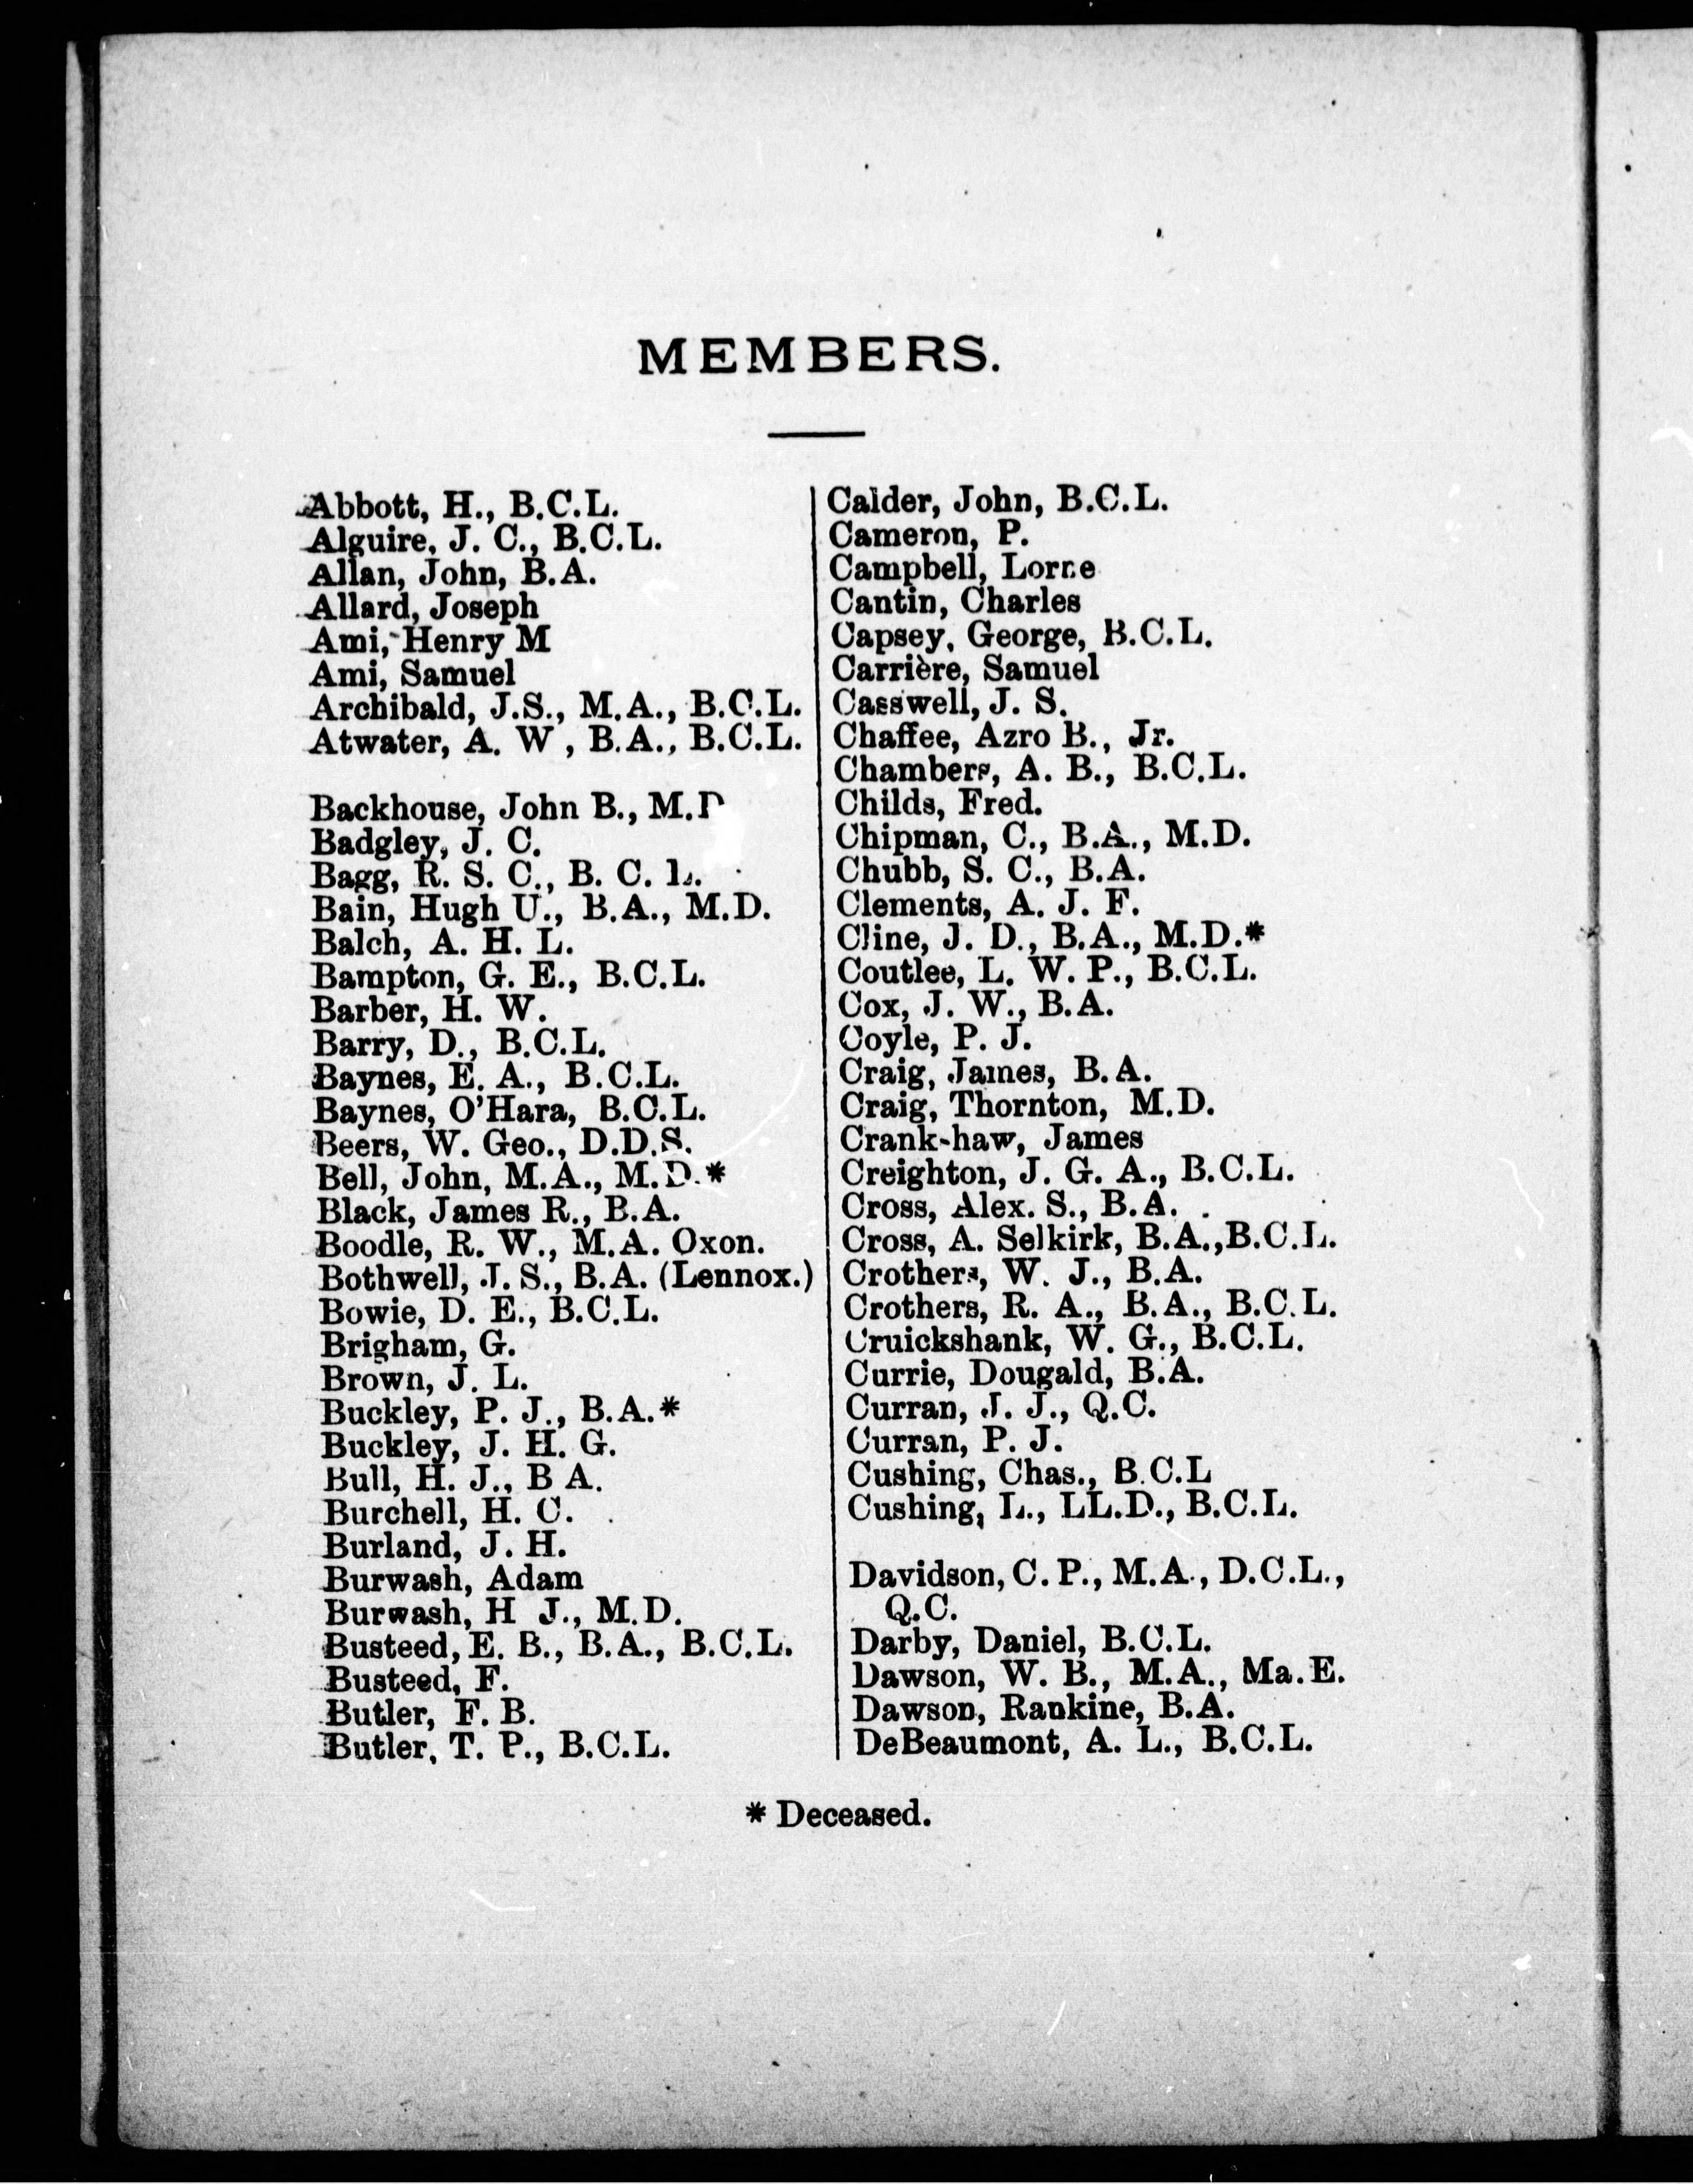 MEMBERS.
Abbott, H., B.C.L.
Alguire, J. C., B.C.L.
Allan, John, B.A.
Allard, Joseph
Ami, Henry M
Ami, Samuel
Archibald, J.S., M.A., B.C.L.
Atwater, A. W , B.A., B.C.L.
Backhouse, John B., M.D
Badgley, J. C.
Bagg, R. S. C., B. C. L.
Bain, Hugh U., B.A., M.D.
Balch, A. H. L.
Bampton, G. E., B.C.L.
Barber, H. W.
Barry, D., B.C.L.
Baynes, E. A., B.C.L.
Baynes, O'Hara, B.C.L.
Beers, W. Geo., D.D.S.
Bell, John, M.A., M.D.*
Black, James R., B.A.
Boodle, R. W., M.A. Oxon.
Bothwell, J. S., B.A. (Lennox.)
Bowie, D. E., B.C.L.
Brigham, G.
Brown, J. L.
Buckley, P. J., B.A.*
Buckley, J. H. G.
Bull, H. J., B A.
Burchell, H. C.
Burland, J. H.
Burwash, Adam
Burwash, H J., M.D.
Busteed, E. B., B.A., B.C.L.
Busteed, F.
Butler, F. B.
Butler, T. P., B.C.L.
Calder, John, B.C.L.
Cameron, P.
Campbell, Lorne
Cantin, Charles
Capsey, George, B.C.L.
Carrière, Samuel
Casswell, J. S.
Chaffee, Azro B., Jr.
Chambers, A. B., B.C.L.
Childs, Fred.
Chipman, C., B.A., M.D.
Chubb, S. C., B.A.
Clements, A. J. F.
Cline, J. D., B.A., M.D.*
Coutlee, L. W. P., B.C.L.
Cox, J. W., B.A.
Coyle, P. J.
Craig, James, B.A.
Craig, Thornton, M.D.
Crank-haw, James
Creighton, J. G. A., B.C.L.
Cross, Alex. S., B.A.
Cross, A. Selkirk, B.A.,B.C.L.
Crothers, W. J., B.A.
Crothers, R. A., B.A., B.C.L.
Cruickshank, W. G., B.C.L.
Currie, Dougald, B.A.
Curran, J. J., Q.C.
Curran, P. J.
Cushing, Chas., B.C.L
Cushing, L., LL.D., B.C.L.
Davidson, C. P., M.A., D.C.L.,
Q.C.
Darby, Daniel, B.C.L.
Dawson, W. B., M.A., Ma.E.
Dawson, Rankine, B.A.
DeBeaumont, A. L., B.C.L.
* Deceased.